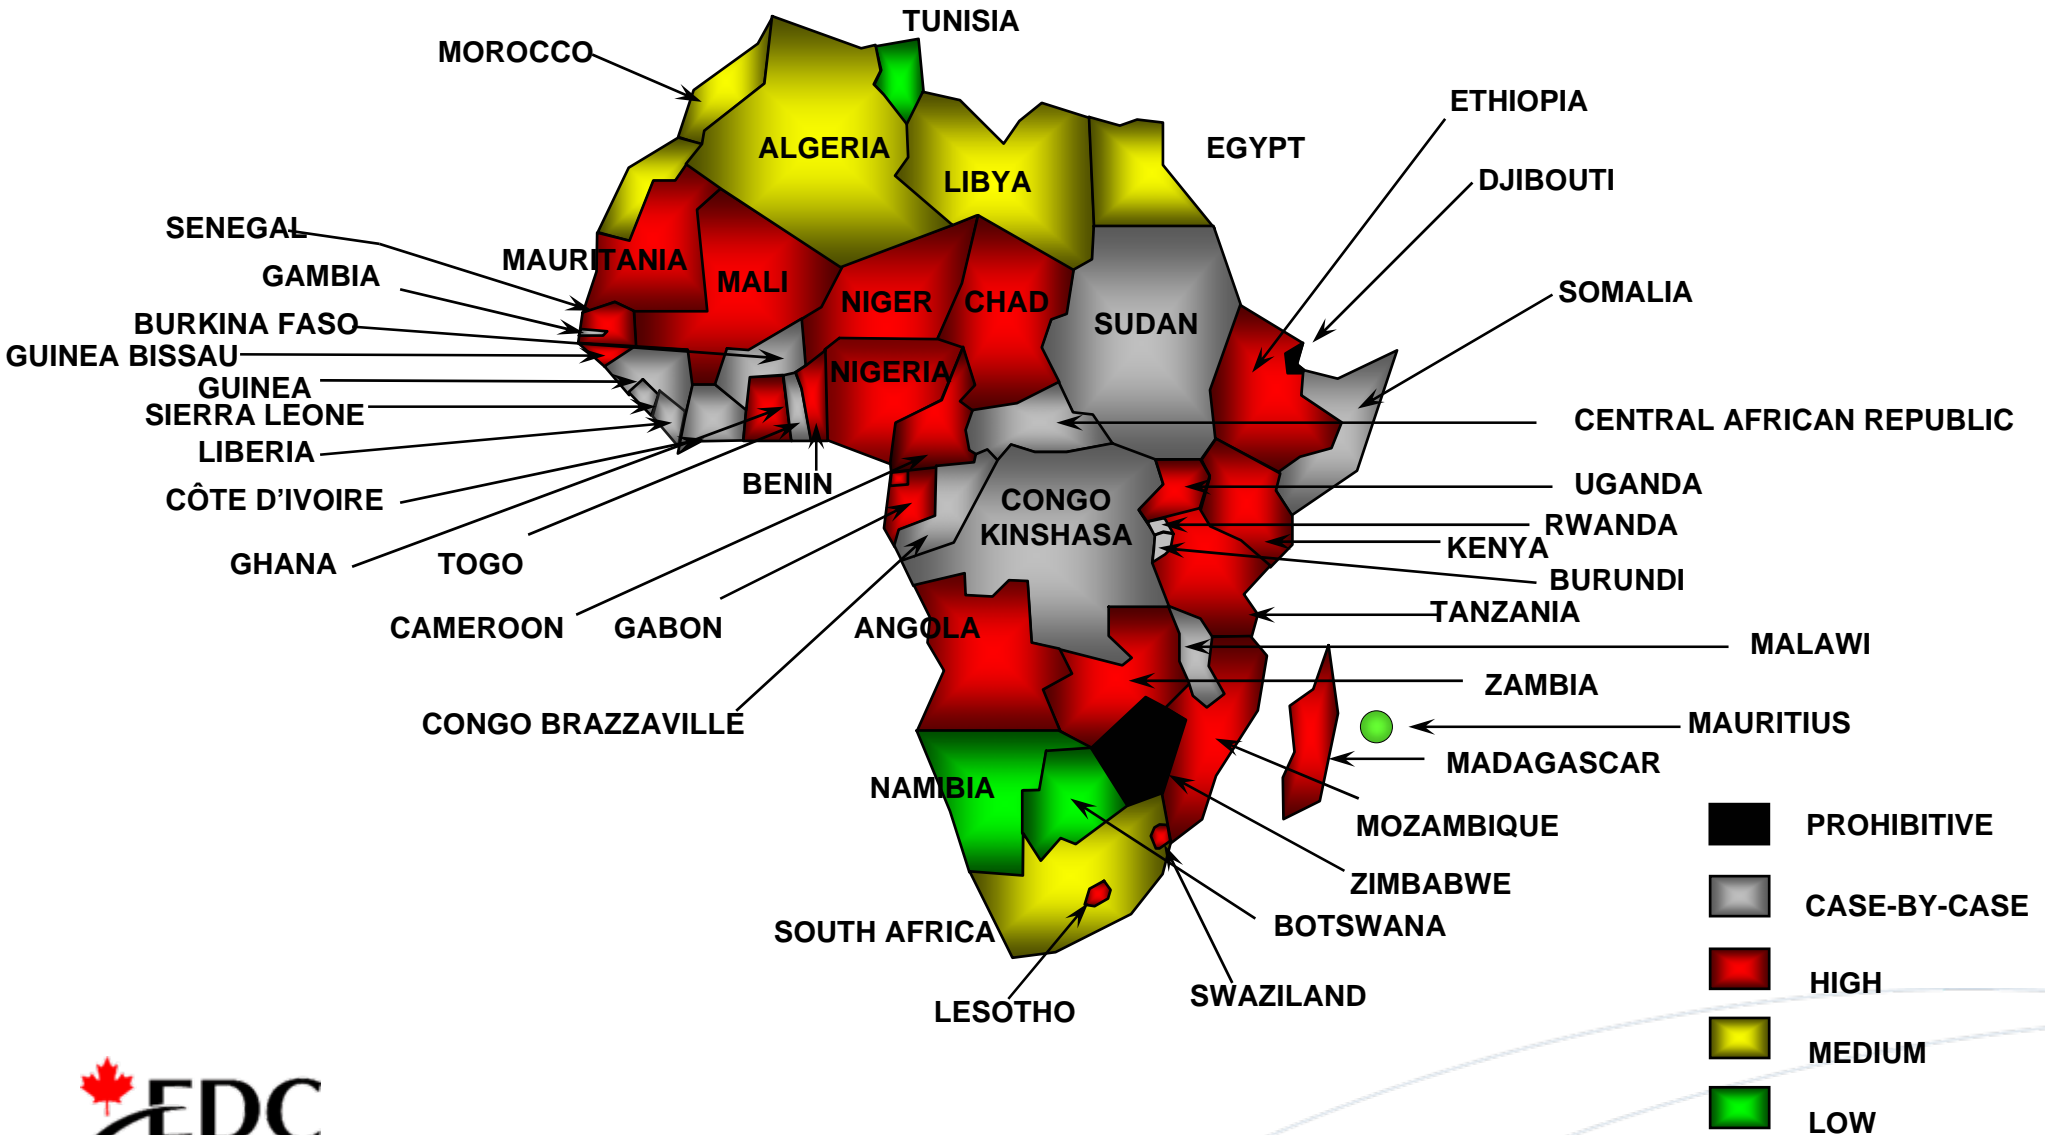 TUNISIA
MOROCCO
ETHIOPIA
ALGERIA
EGYPT
LIBYA
DJIBOUTI
SENEGAL
MAURITANIA
GAMBIA
MALI
NIGER
CHAD
SOMALIA
BURKINA FASO
SUDAN
GUINEA BISSAU
NIGERIA
GUINEA
SIERRA LEONE
CENTRAL AFRICAN REPUBLIC
LIBERIA
BENIN
UGANDA
CÔTE D'IVOIRE
CONGO
KINSHASA
RWANDA
KENYA
GHANA
TOGO
BURUNDI
TANZANIA
CAMEROON
GABON
ANGOLA
MALAWI
ZAMBIA
CONGO BRAZZAVILLE
MAURITIUS
MADAGASCAR
NAMIBIA
MOZAMBIQUE
PROHIBITIVE
ZIMBABWE
CASE-BY-CASE
BOTSWANA
SOUTH AFRICA
HIGH
SWAZILAND
LESOTHO
MEDIUM
EDC
LOW